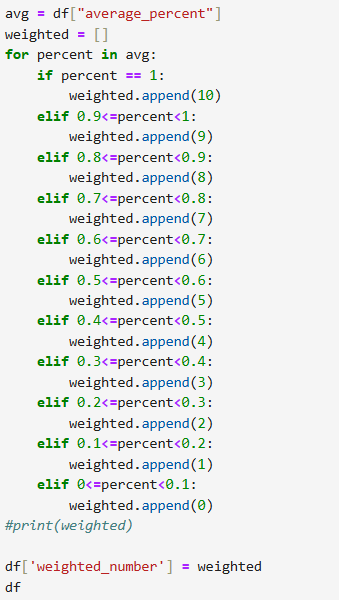 avg = df["average_percent"]
weighted = []
for percent in avg:
    if percent == 1:
        weighted.append(10)
    elif 0.9<=percent<1:
        weighted.append(9)
    elif 0.8<=percent<0.9:
        weighted.append(8)
    elif 0.7<=percent<0.8:
        weighted.append(7)
    elif 0.6<=percent<0.7:
        weighted.append(6)
    elif 0.5<=percent<0.6:
        weighted.append(5)
    elif 0.4<=percent<0.5:
        weighted.append(4)
    elif 0.3<=percent<0.4:
        weighted.append(3)
    elif 0.2<=percent<0.3:
        weighted.append(2)
    elif 0.1<=percent<0.2:
        weighted.append(1)
    elif 0<=percent<0.1:
        weighted.append(0)
#print(weighted)

df['weighted_number'] = weighted
df